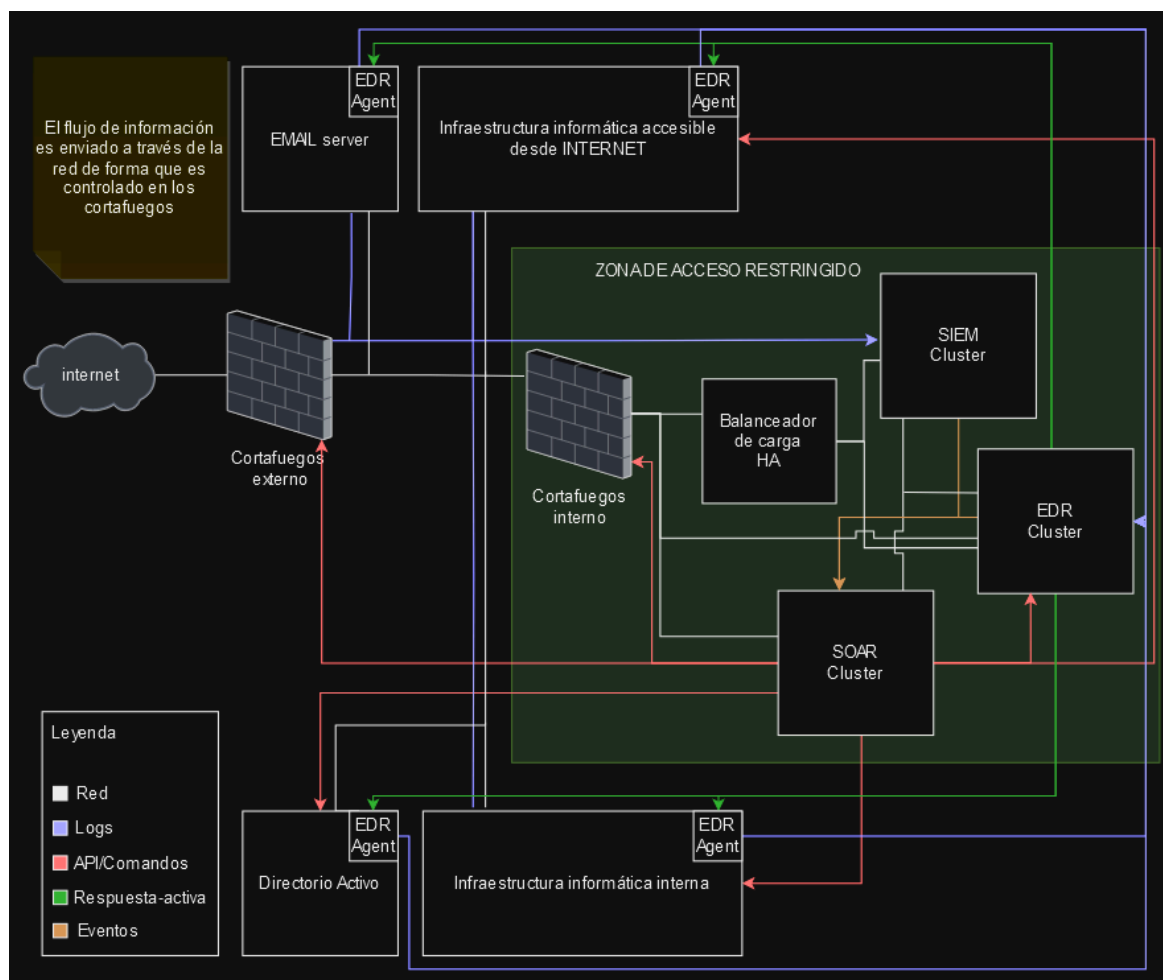 El flujo de información
es enviado a través de la
red de forma que es
controlado en los
cortafuegos
EDR
Agent
EMAIL server
EDR
Agent
Infraestructura informática accesible
desde INTERNET
ZONA DE ACCESO RESTRINGIDO
SIEM
Cluster
internet
Cortafuegos
externo
Cortafuegos
interno
Balanceador
de carga
HA
EDR
Cluster
SOAR
Cluster
Leyenda
Red
Logs
API/Comandos
Respuesta-activa
Eventos
EDR
Agent
Directorio Activo
EDR
Agent
Infraestructura informática interna